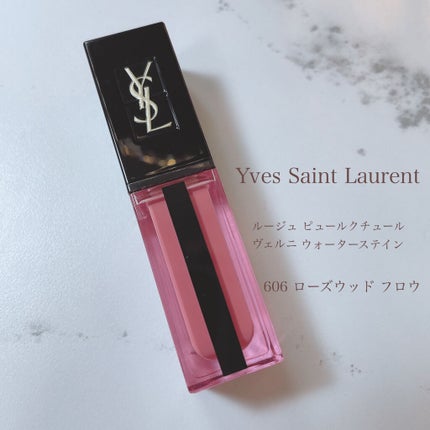 YSL
Yves Saint Laurent
ルージュ ピュールクチュール
ヴェルニ ウォーターステイン
606 ローズウッド フロウ